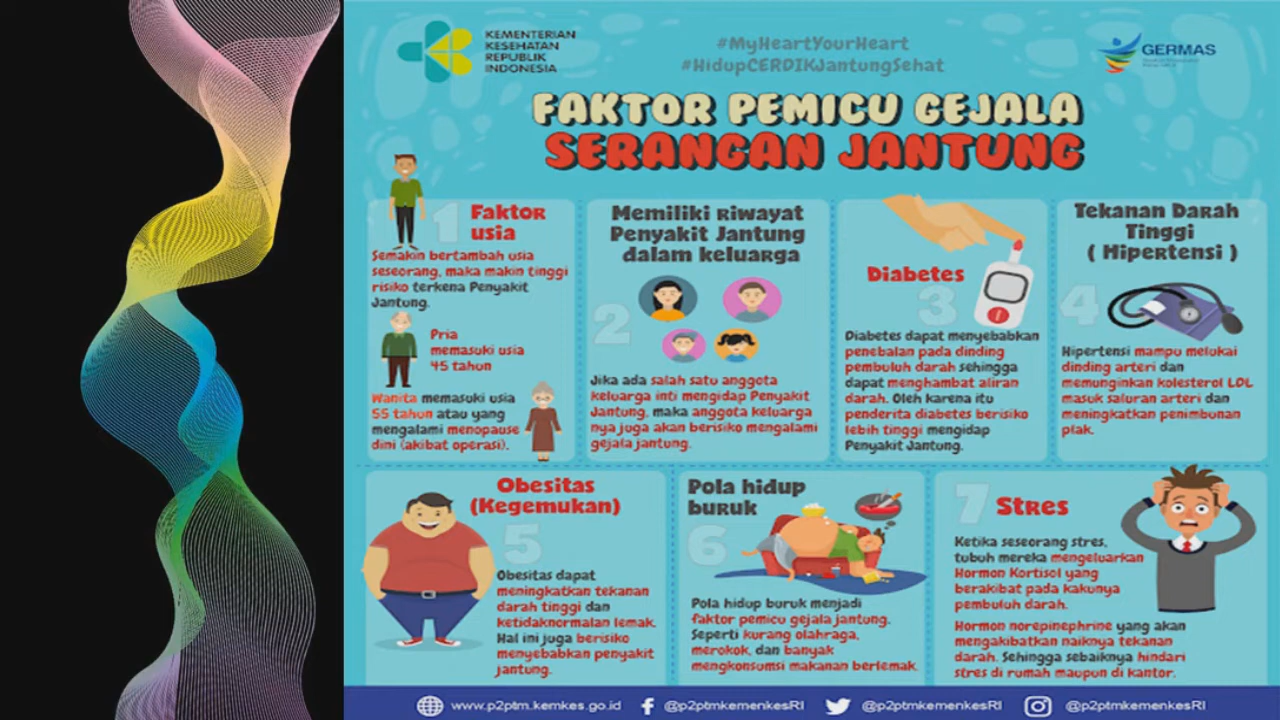 KEMENTERIAN
KESEHATAN
REPUBLIK
INDONESIA
#MyHeartYourHeart
#HidupCERDIKJantungSehat
GERMAS
FAKTOR PEMICU GEJALA
SERANGAN JANTUNG
1
Faktor
usia
Semakin bertambah usia
seseorang, maka makin tinggi
risiko terkena Penyakit
Jantung.
Pria
memasuki usia
45 tahun
Wanita memasuki usia
55 tahun atau yang
mengalami menopause
dini (akibat operasi).
Memiliki riwayat
Penyakit Jantung
dalam keluarga
2
Jika ada salah satu anggota
keluarga inti mengidap Penyakit
Jantung, maka anggota keluarga
nya juga akan berisiko mengalami
gejala jantung.
Diabetes
3
Diabetes dapat menyebabkan
penebalan pada dinding
pembuluh darah sehingga
dapat menghambat aliran
darah. Oleh karena itu
penderita diabetes berisiko
lebih tinggi mengidap
Penyakit Jantung.
Tekanan Darah
Tinggi
( Hipertensi )
4
Hipertensi mampu melukai
dinding arteri dan
memunginkan kolesterol LDL
masuk saluran arteri dan
meningkatkan penimbunan
plak.
Obesitas
(Kegemukan)
5
Obesitas dapat
meningkatkan tekanan
darah tinggi dan
ketidaknormalan lemak.
Hal ini juga berisiko
menyebabkan penyakit
jantung.
Pola hidup
buruk
6
Pola hidup buruk menjadi
faktor pemicu gejala jantung.
Seperti kurang olahraga,
merokok, dan banyak
mengkonsumsi makanan berlemak.
7
Stres
Ketika seseorang stres,
tubuh mereka mengeluarkan
Hormon Kortisol yang
berakibat pada kakunya
pembuluh darah.
Hormon norepinephrine yang akan
mengakibatkan naiknya tekanan
darah. Sehingga sebaiknya hindari
stres di rumah maupun di kantor.
www.p2ptm.kemkes.go.id
@p2ptmkemenkesRI
@p2ptmkemenkesRI
@p2ptmkemenkesRI